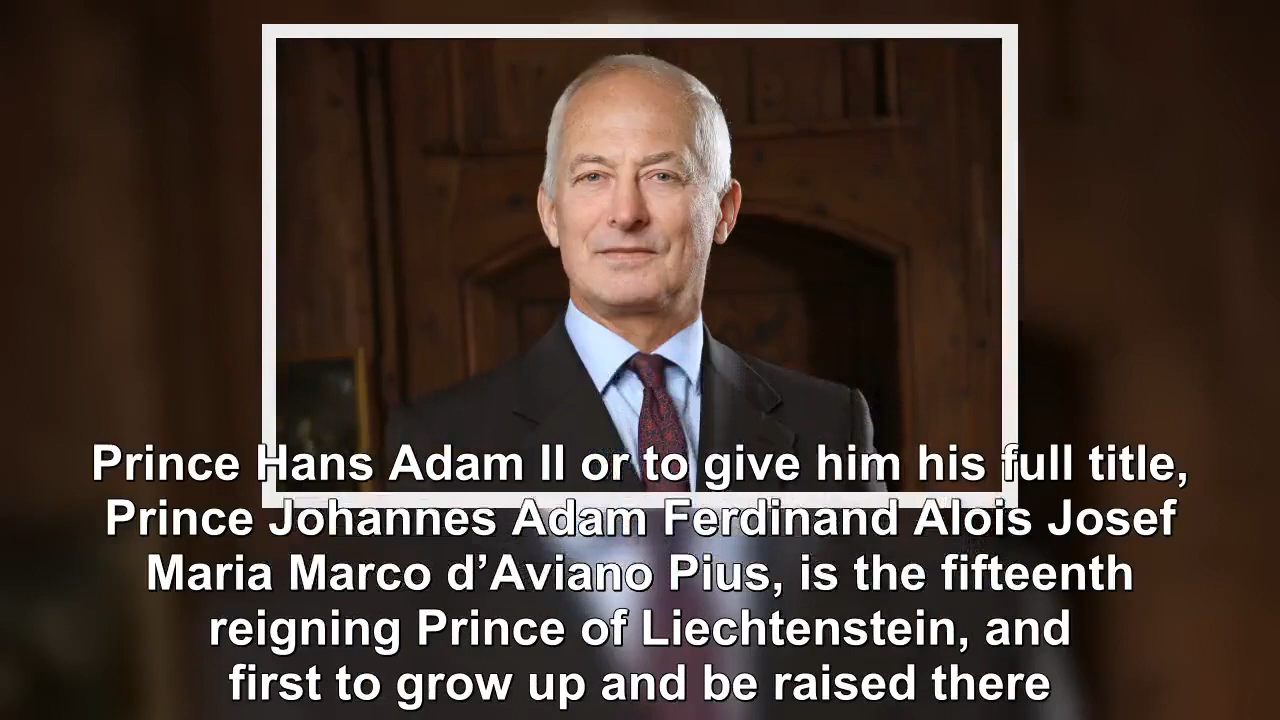 Prince Hans Adam II or to give him his full title,
Prince Johannes Adam Ferdinand Alois Josef
Maria Marco d’Aviano Pius, is the fifteenth
reigning Prince of Liechtenstein, and
first to grow up and be raised there